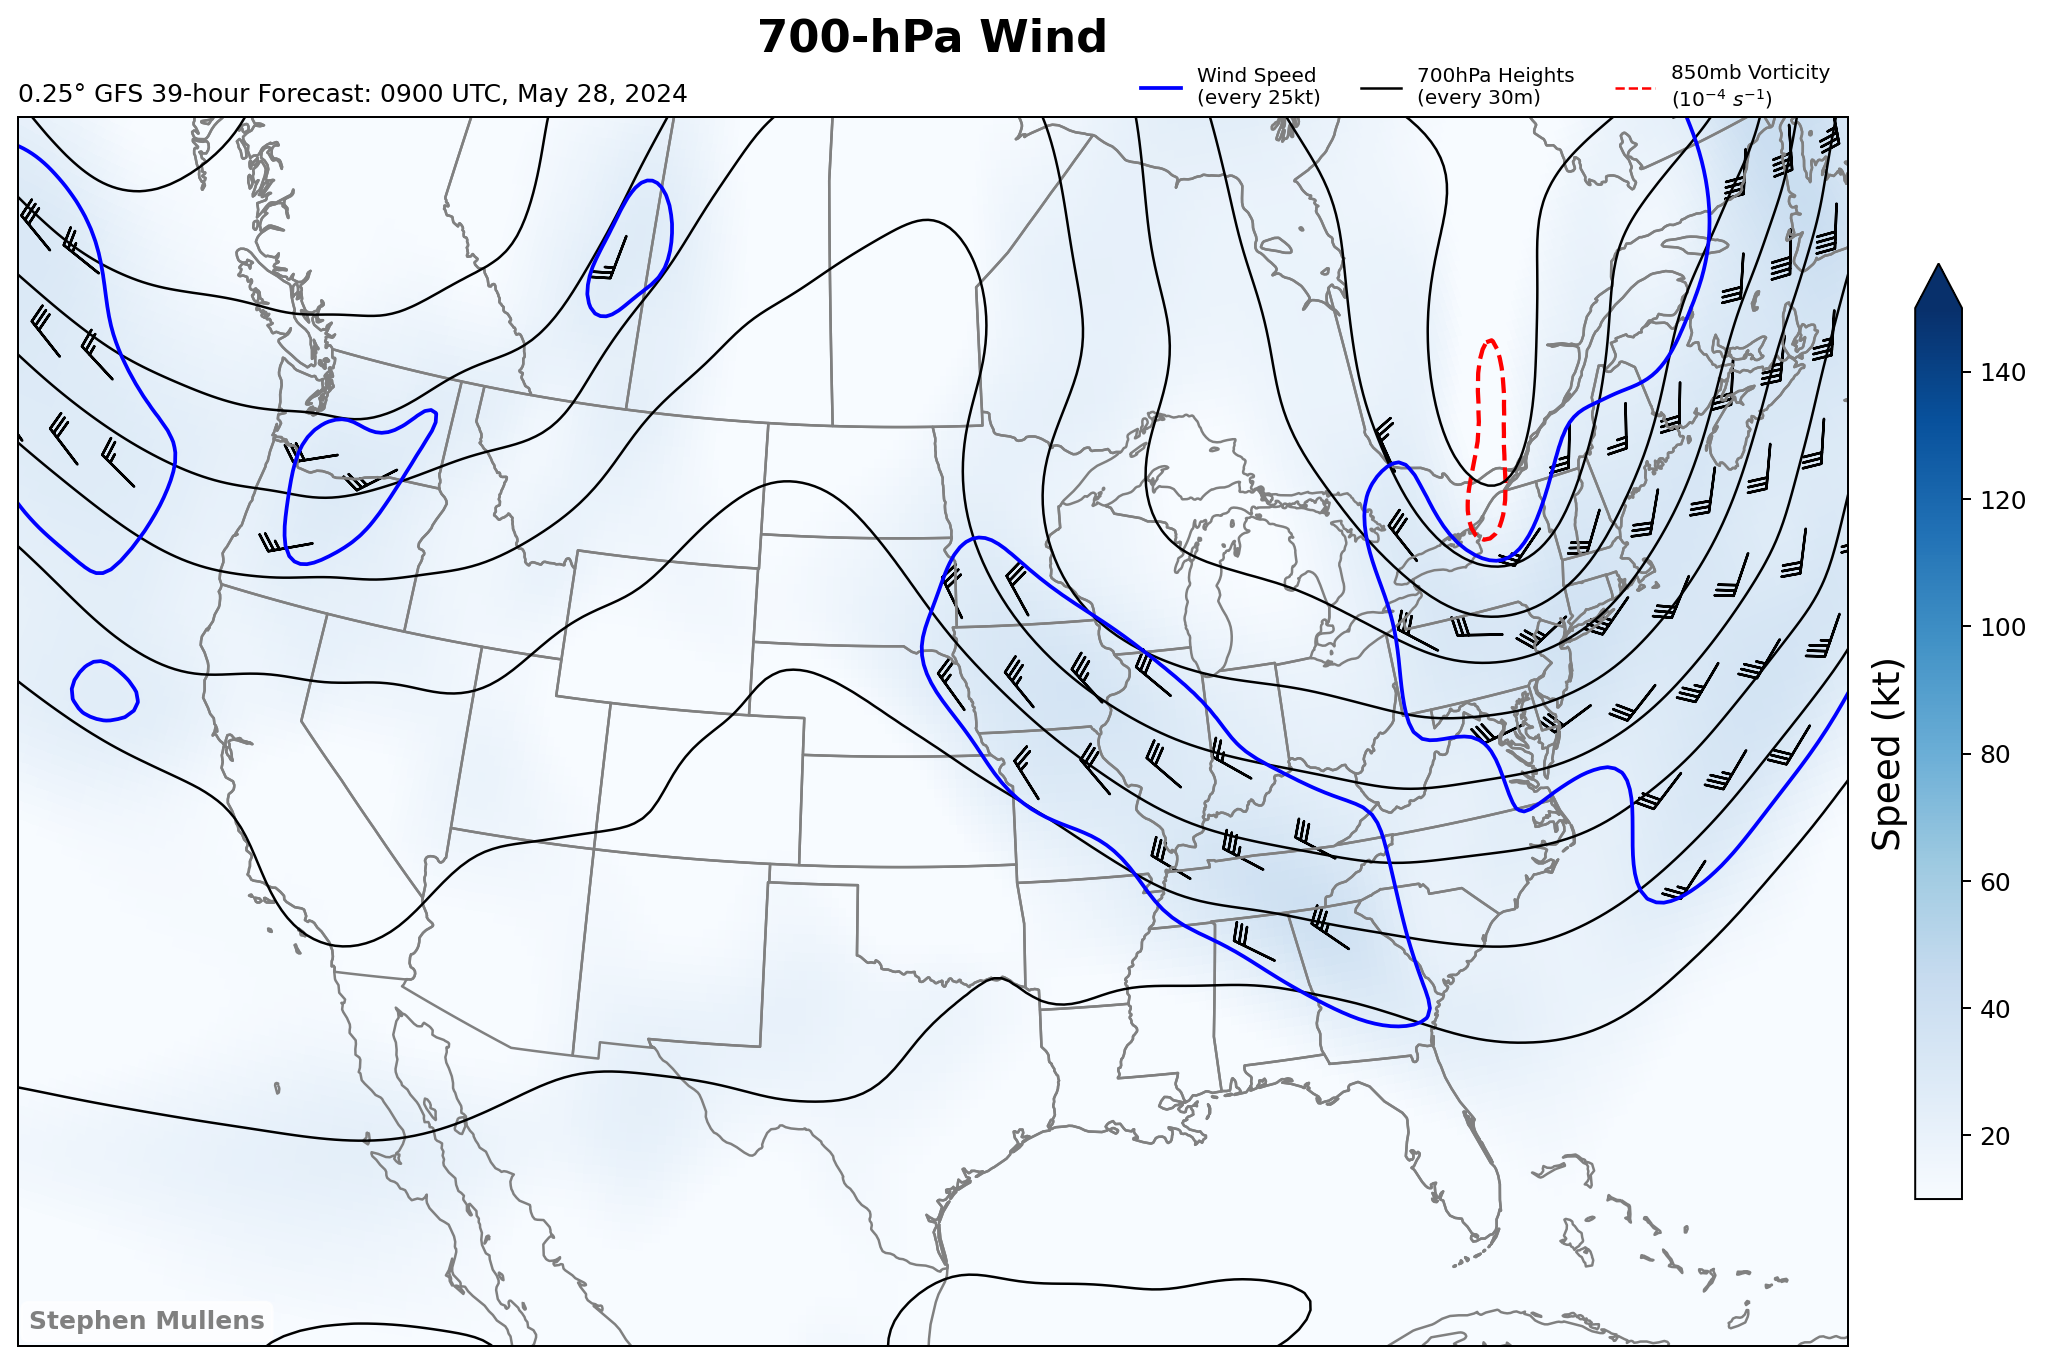 700-hPa Wind
0.25° GFS 39-hour Forecast: 0900 UTC, May 28, 2024
Wind Speed
(every 25kt)
700hPa Heights
(every 30m)
850mb Vorticity
(10⁻⁴ s⁻¹)
140
120
100
80
60
40
20
Speed (kt)
Stephen Mullens